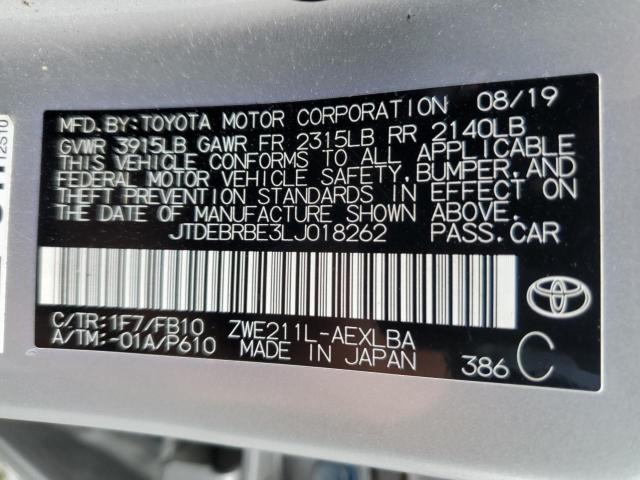 MFD.BY:TOYOTA MOTOR CORPORATION 08/19
GVWR 3915LB GAWR FR 2315LB RR 2140LB
THIS VEHICLE CONFORMS TO ALL APPLICABLE
FEDERAL MOTOR VEHICLE SAFETY,BUMPER,AND
THEFT PREVENTION STANDARDS IN EFFECT ON
THE DATE OF MANUFACTURE SHOWN ABOVE.
JTDEBRBE3LJ018262 PASS.CAR
C/TR:1F7/FB10 ZWE211L-AEXLBA
A/TM:-01A/P610 MADE IN JAPAN
386 C
12S10